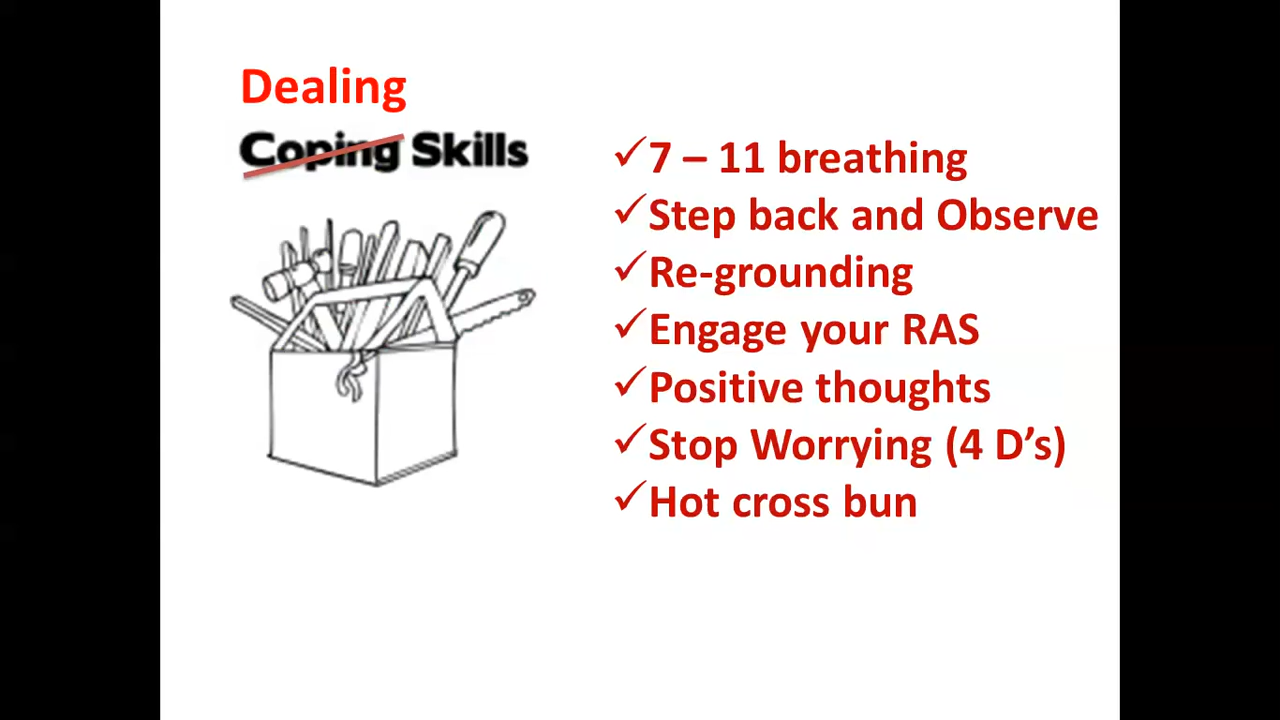 Dealing
Coping Skills
✓7 – 11 breathing
✓Step back and Observe
✓Re-grounding
✓Engage your RAS
✓Positive thoughts
✓Stop Worrying (4 D’s)
✓Hot cross bun